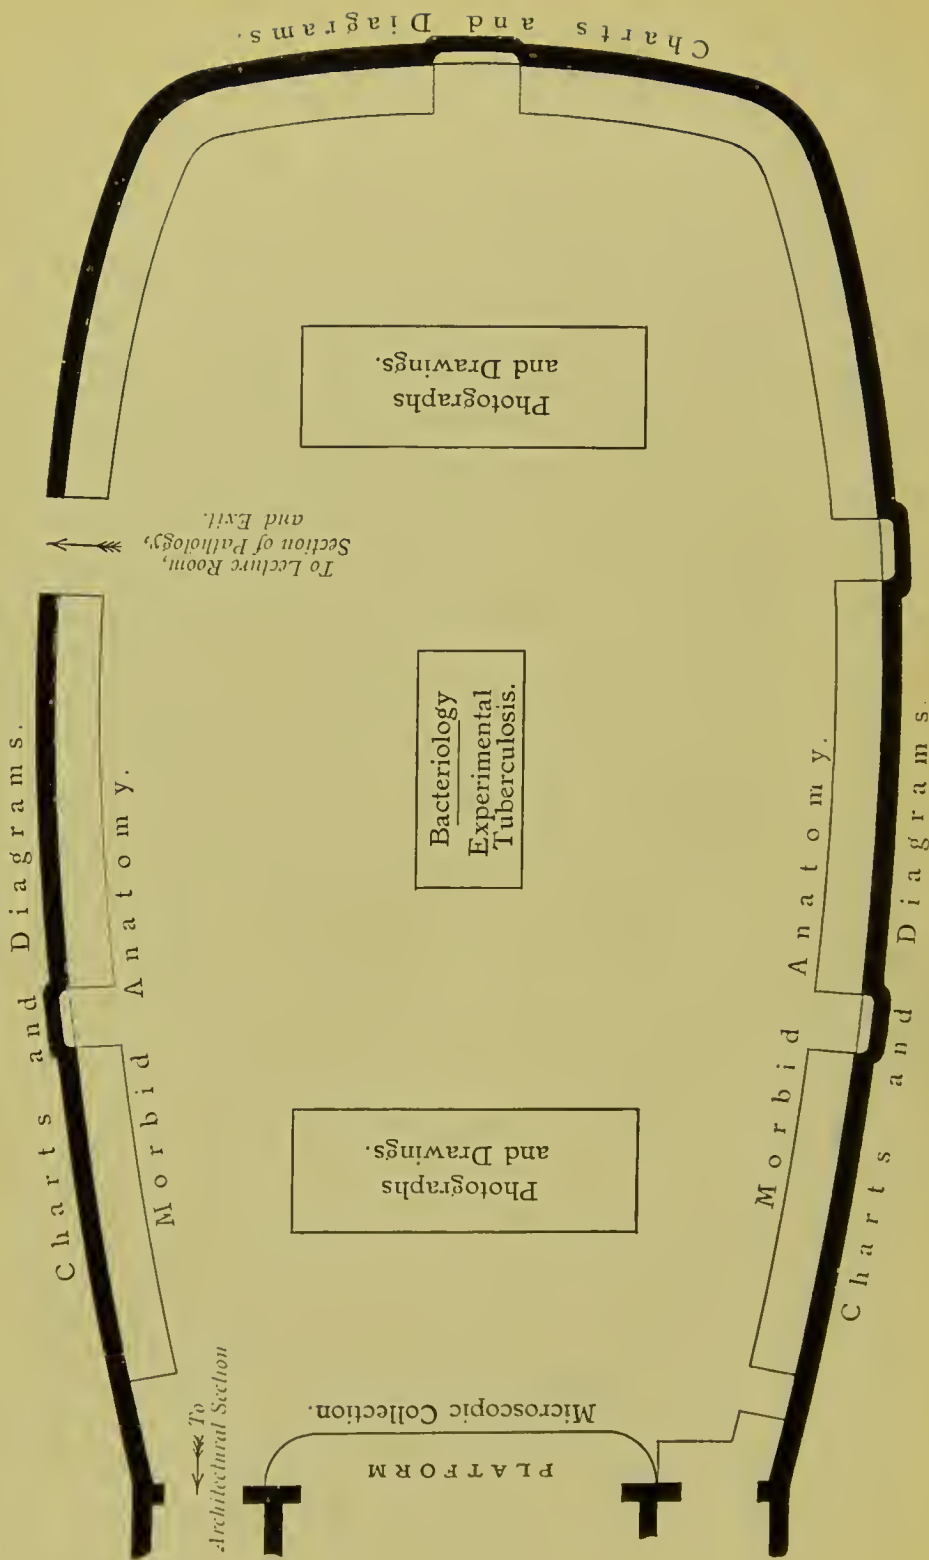 Charts and Diagrams.
Photographs
and Drawings.
To Lecture Room,
Section of Pathology,
and Exit.
Charts and Diagrams.
Morbid Anatomy.
Bacteriology
Experimental
Tuberculosis.
Morbid Anatomy.
Charts and Diagrams.
Photographs
and Drawings.
To
Architectural Section
Microscopic Collection.
PLATFORM